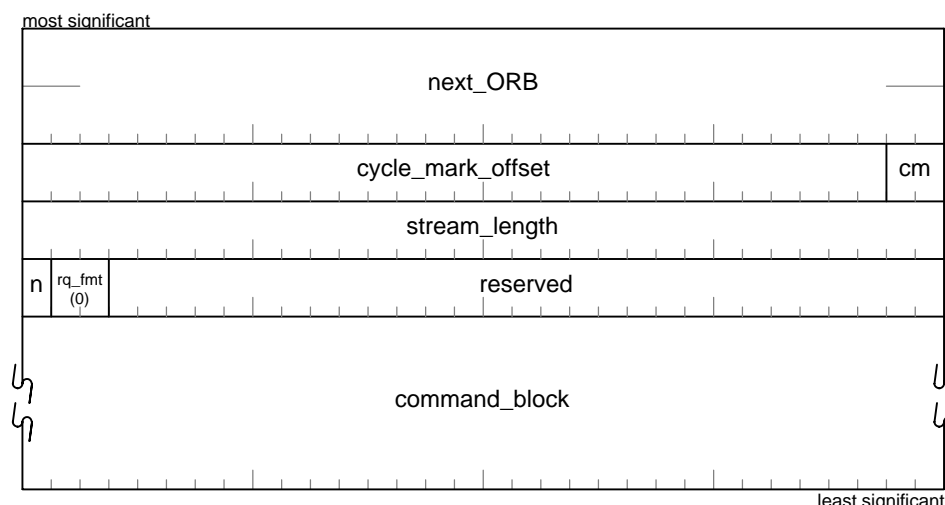 most significant
next_ORB
cycle_mark_offset cm
stream_length
n rq_fmt reserved
(0)
command_block
least significant